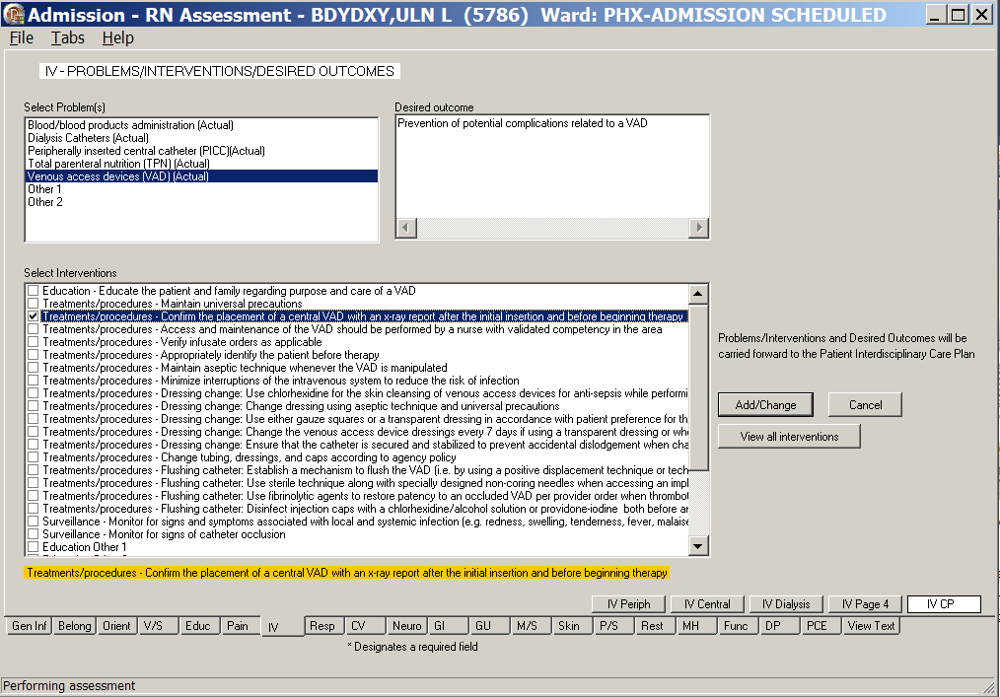 Admission - RN Assessment - BDYDXY,ULN L (5786) Ward: PHX-ADMISSION SCHEDULED
File Tabs Help
IV - PROBLEMS/INTERVENTIONS/DESIRED OUTCOMES
Select Problem(s)
Blood/blood products administration (Actual)
Dialysis Catheters (Actual)
Peripherally inserted central catheter (PICC)(Actual)
Total parenteral nutrition (TPN) (Actual)
Venous access devices (VAD) (Actual)
Other 1
Other 2
Desired outcome
Prevention of potential complications related to a VAD
Select Interventions
Education - Educate the patient and family regarding purpose and care of a VAD
Treatments/procedures - Maintain universal precautions
Treatments/procedures - Confirm the placement of a central VAD with an x-ray report after the initial insertion and before beginning therapy
Treatments/procedures - Access and maintenance of the VAD should be performed by a nurse with validated competency in the area
Treatments/procedures - Verify infusate orders as applicable
Treatments/procedures - Appropriately identify the patient before therapy
Treatments/procedures - Maintain aseptic technique whenever the VAD is manipulated
Treatments/procedures - Minimize interruptions of the intravenous system to reduce the risk of infection
Treatments/procedures - Dressing change: Use chlorhexidine for the skin cleansing of venous access devices for anti-sepsis while performi
Treatments/procedures - Dressing change: Change dressing using aseptic technique and universal precautions
Treatments/procedures - Dressing change: Use either gauze squares or a transparent dressing in accordance with patient preference for th
Treatments/procedures - Dressing change: Change the venous access device dressings every 7 days if using a transparent dressing or whe
Treatments/procedures - Dressing change: Ensure that the catheter is secured and stabilized to prevent accidental dislodgement when cha
Treatments/procedures - Change tubing, dressings, and caps according to agency policy
Treatments/procedures - Flushing catheter: Establish a mechanism to flush the VAD (i.e. by using a positive displacement technique or tech
Treatments/procedures - Flushing catheter: Use sterile technique along with specially designed non-coring needles when accessing an impl
Treatments/procedures - Flushing catheter: Use fibrinolytic agents to restore patency to an occluded VAD per provider order when thrombo
Treatments/procedures - Flushing catheter: Disinfect injection caps with a chlorhexidine/alcohol solution or providone-iodine both before an
Surveillance - Monitor for signs and symptoms associated with local and systemic infection (e.g. redness, swelling, tenderness, fever, malaise
Surveillance - Monitor for signs of catheter occlusion
Education Other 1
Problems/Interventions and Desired Outcomes will be
carried forward to the Patient Interdisciplinary Care Plan
Add/Change Cancel
View all interventions
Treatments/procedures - Confirm the placement of a central VAD with an x-ray report after the initial insertion and before beginning therapy
IV Periph IV Central IV Dialysis IV Page 4 IV CP
Gen Inf Belong Orient V/S Educ Pain IV Resp CV Neuro GI GU M/S Skin P/S Rest MH Func DP PCE View Text
* Designates a required field
Performing assessment